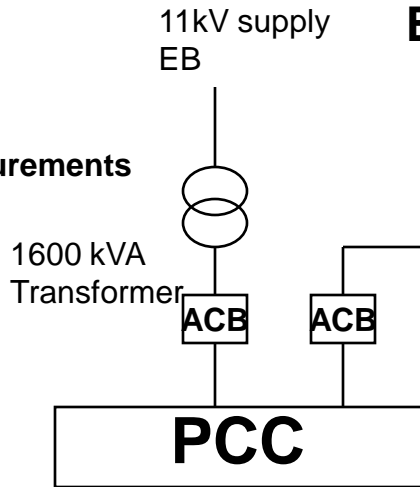 11kV supply
EB
urements
1600 kVA
Transformer
ACB
ACB
PCC